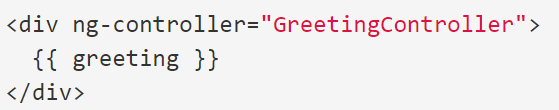 <div ng-controller="GreetingController">
  {{ greeting }}
</div>